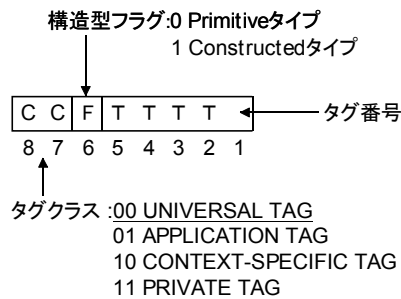 構造型フラグ:0 Primitiveタイプ
1 Constructedタイプ
C C F T T T T
タグ番号
8 7 6 5 4 3 2 1
タグクラス :00 UNIVERSAL TAG
01 APPLICATION TAG
10 CONTEXT-SPECIFIC TAG
11 PRIVATE TAG